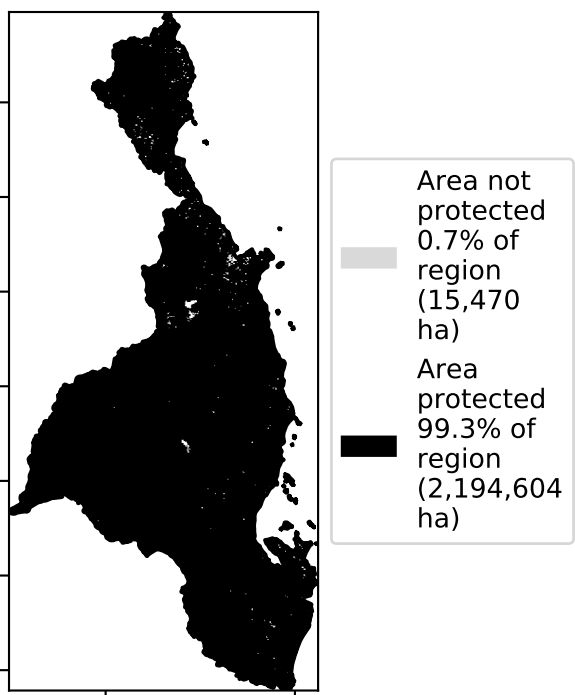 Area not
protected
0.7% of
region
(15,470
ha)
Area
protected
99.3% of
region
(2,194,604
ha)